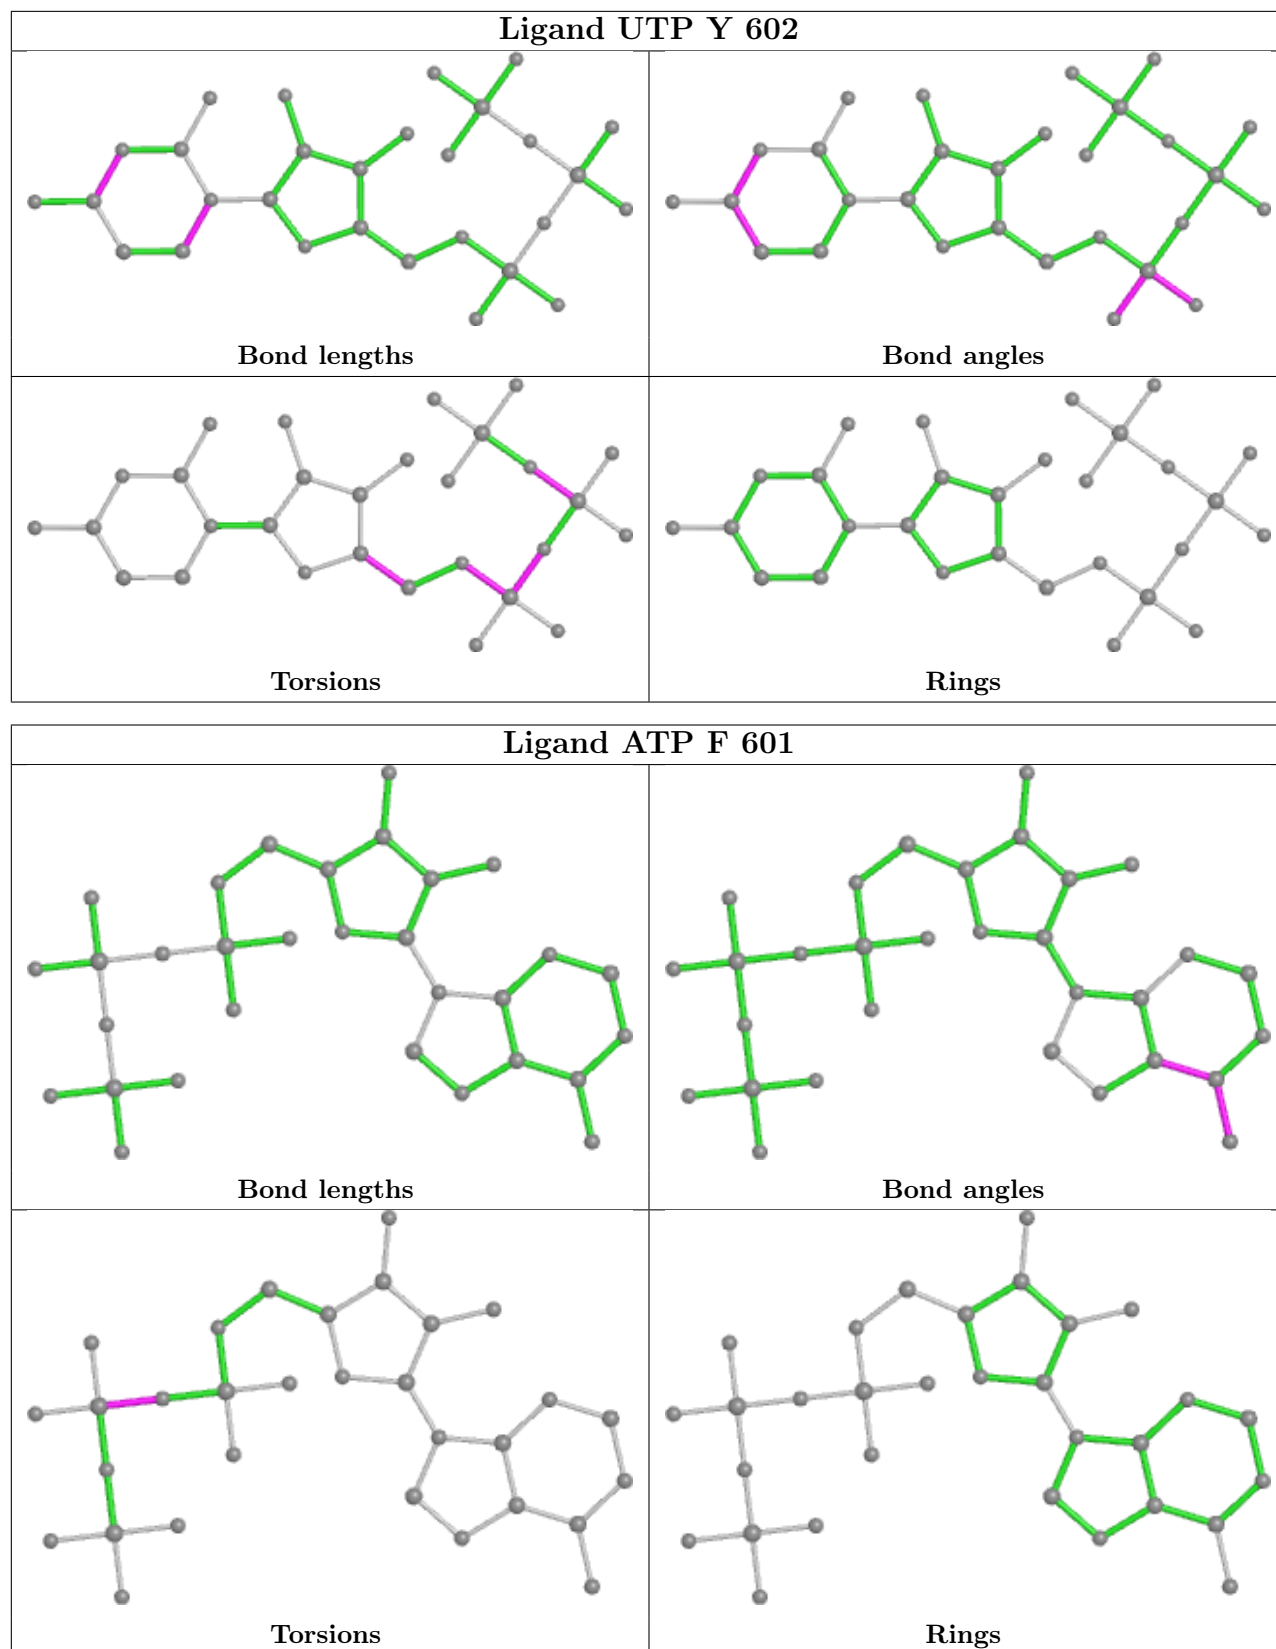 Ligand UTP Y 602
Bond lengths
Bond angles
Torsions
Rings
Ligand ATP F 601
Bond lengths
Bond angles
Torsions
Rings